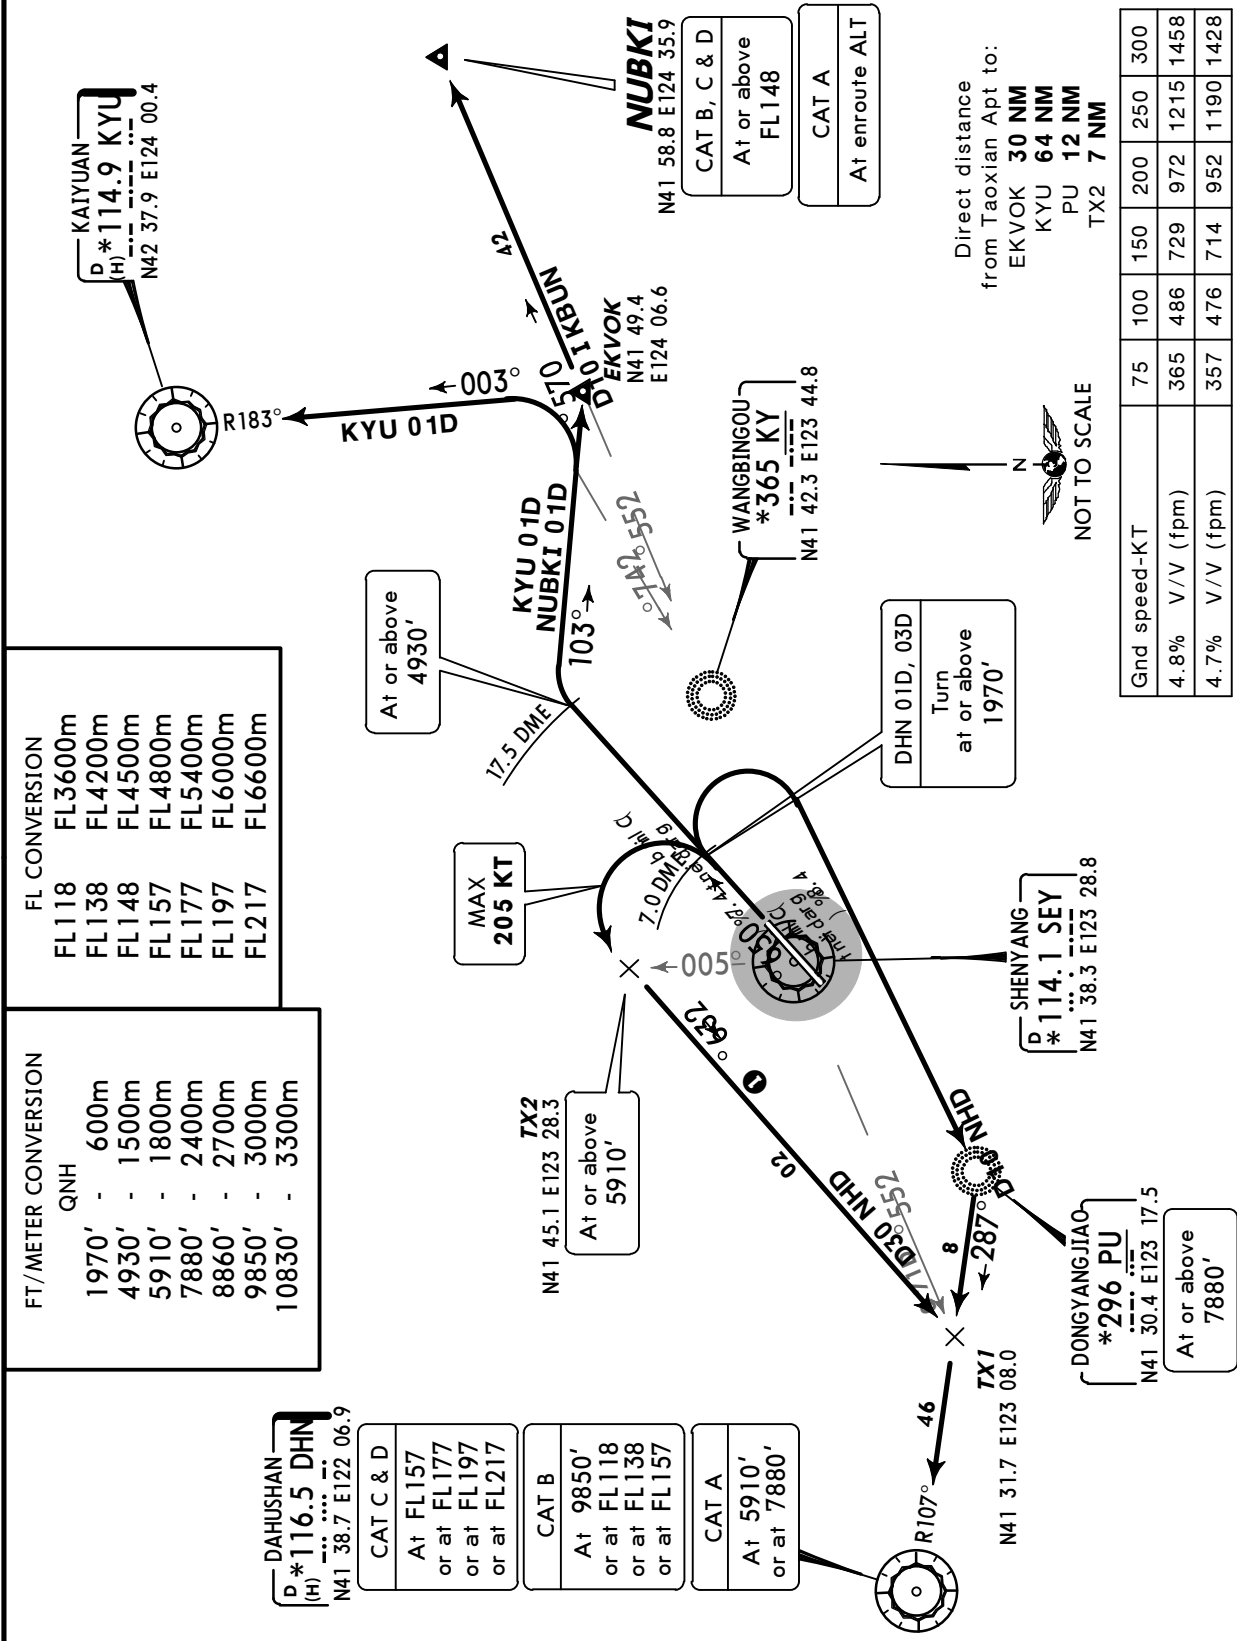 FT/METER CONVERSION
QNH
1970' - 600m
4930' - 1500m
5910' - 1800m
7880' - 2400m
8860' - 2700m
9850' - 3000m
10830' - 3300m
FL CONVERSION
FL118 FL3600m
FL138 FL4200m
FL148 FL4500m
FL157 FL4800m
FL177 FL5400m
FL197 FL6000m
FL217 FL6600m
KAIYUAN
D
(H) *114.9 KYU
N42 37.9 E124 00.4
R183°
003°
KYU 01D
NUBKI
N41 58.8 E124 35.9
CAT B, C & D
At or above
FL148
CAT A
At enroute ALT
42
EKVOK
N41 49.4
E124 06.6
KYU 01D
NUBKI 01D
103°
At or above
4930'
17.5 DME
WANGBINGOU
*365 KY
N41 42.3 E123 44.8
MAX
205 KT
7.0 DME
DHN 01D, 03D
Turn
at or above
1970'
005°
TX2
N41 45.1 E123 28.3
At or above
5910'
SHENYANG
D
*114.1 SEY
N41 38.3 E123 28.8
1
DAHUSHAN
D
(H) *116.5 DHN
N41 38.7 E122 06.9
CAT C & D
At FL157
or at FL177
or at FL197
or at FL217
CAT B
At 9850'
or at FL118
or at FL138
or at FL157
CAT A
At 5910'
or at 7880'
R107°
46
TX1
N41 31.7 E123 08.0
8
287°
DONGYANGJIAO
*296 PU
N41 30.4 E123 17.5
At or above
7880'
Direct distance
from Taoxian Apt to:
EKVOK 30 NM
KYU 64 NM
PU 12 NM
TX2 7 NM
N
NOT TO SCALE
Gnd speed-KT 75 100 150 200 250 300
4.8% V/V (fpm) 365 486 729 972 1215 1458
4.7% V/V (fpm) 357 476 714 952 1190 1428